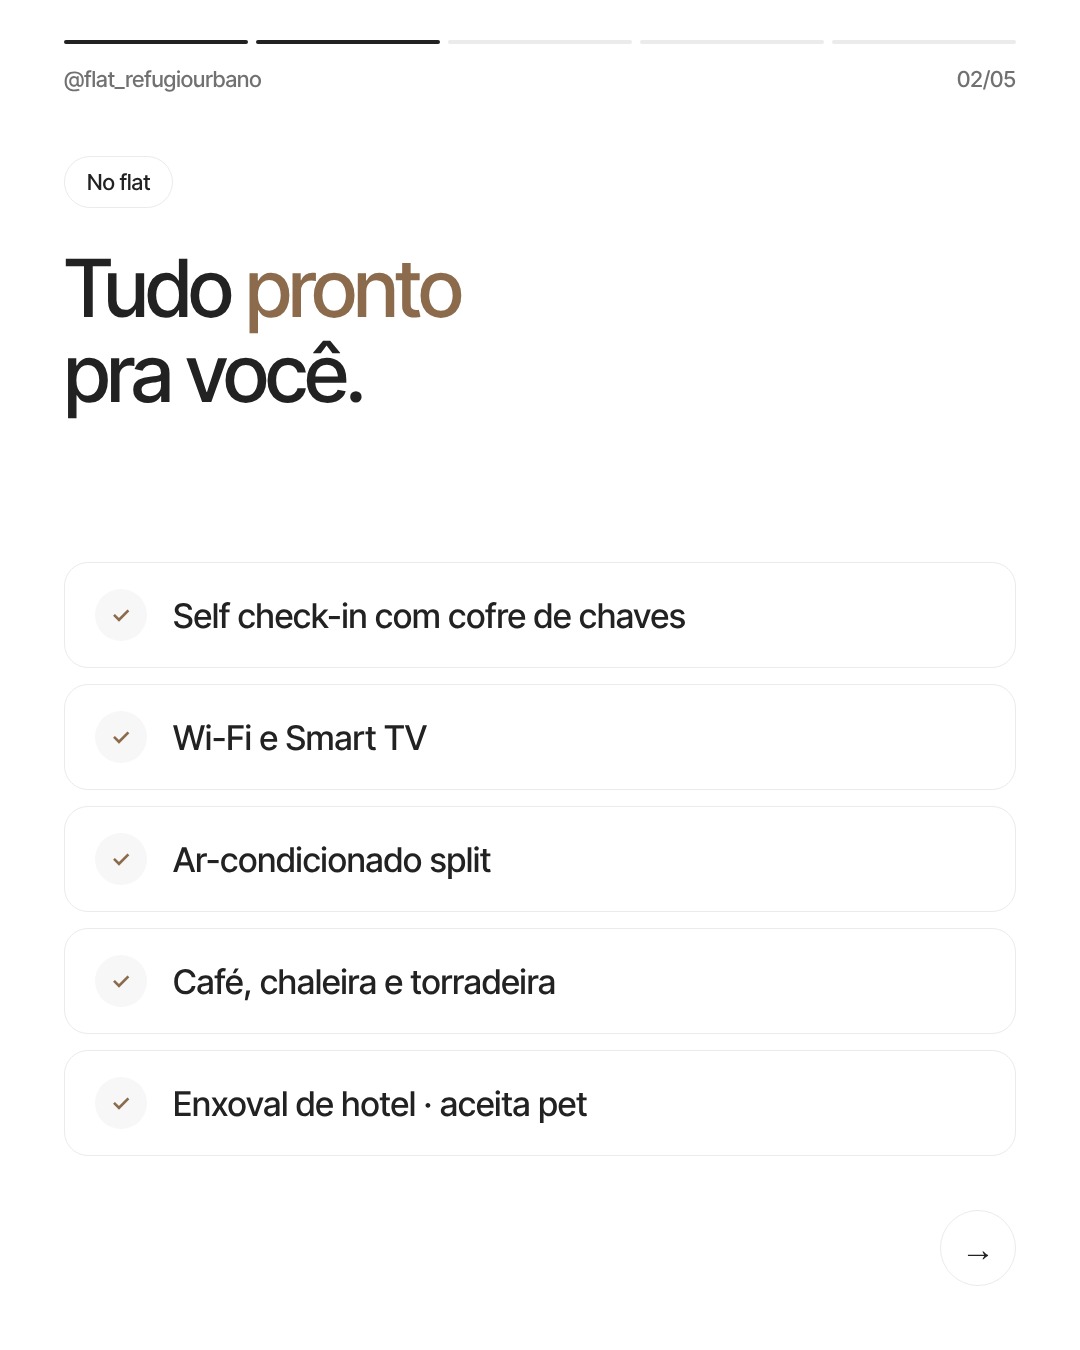 @flat_refugiourbano
02/05
No flat
Tudo pronto
pra você.
Self check-in com cofre de chaves
Wi-Fi e Smart TV
Ar-condicionado split
Café, chaleira e torradeira
Enxoval de hotel · aceita pet
→